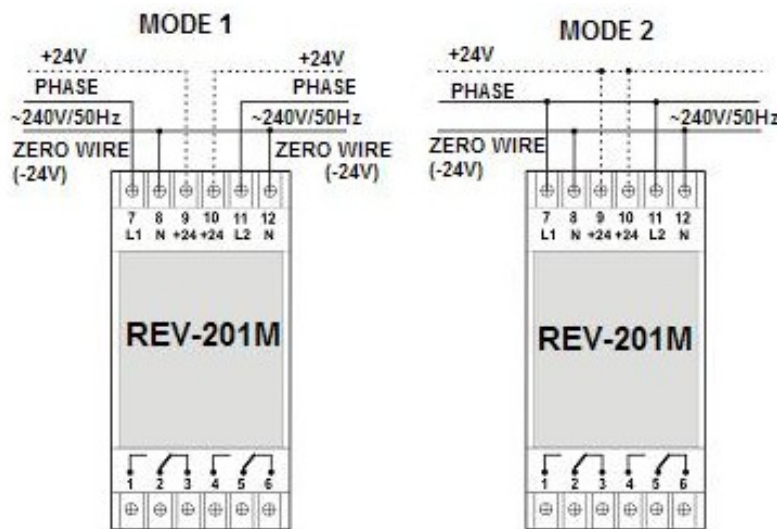 MODE 1
+24V
+24V
PHASE
PHASE
~240V/50Hz
~240V/50Hz
ZERO WIRE
(-24V)
ZERO WIRE
(-24V)
7 8 9 10 11 12
L1 N +24 +24 L2 N
REV-201M
1 2 3 4 5 6
MODE 2
+24V
PHASE
~240V/50Hz
ZERO WIRE
(-24V)
7 8 9 10 11 12
L1 N +24 +24 L2 N
REV-201M
1 2 3 4 5 6